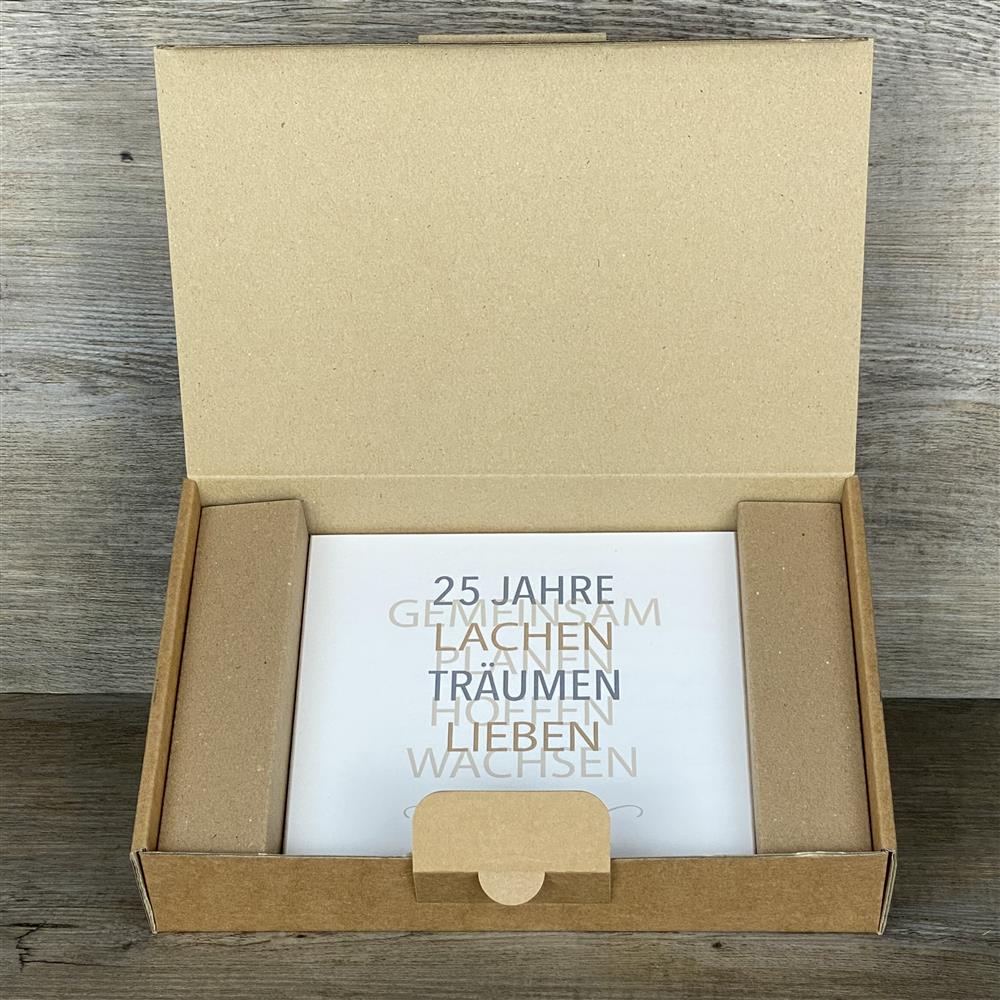 25 JAHRE
GEMEINSAM
LACHEN
PLANEN
TRÄUMEN
HOFFEN
LIEBEN
WACHSEN